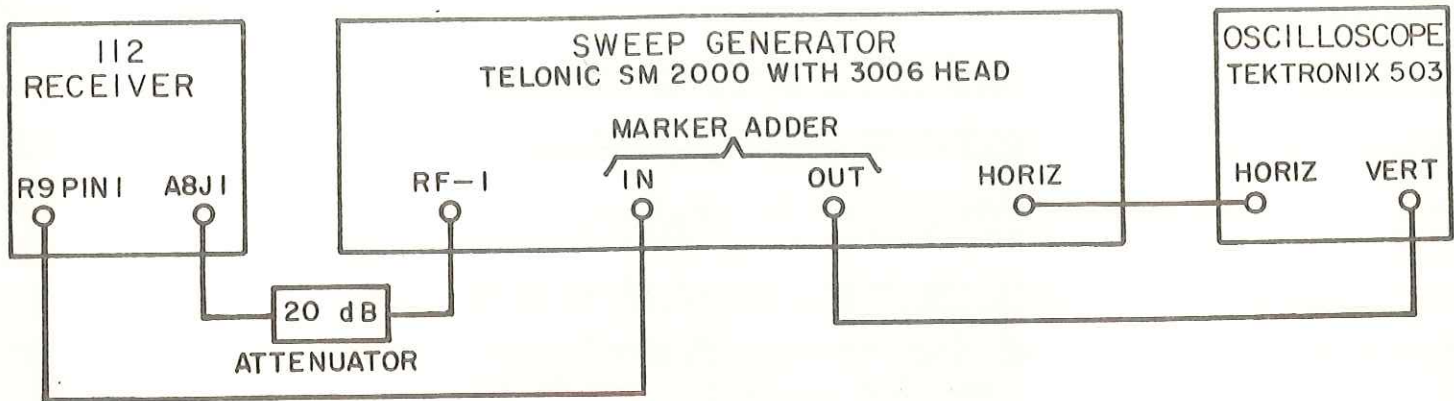 112
RECEIVER
R9 PIN 1 A8J1
SWEEP GENERATOR
TELONIC SM 2000 WITH 3006 HEAD
MARKER ADDER
RF-1 IN OUT HORIZ
OSCILLOSCOPE
TEKTRONIX 503
HORIZ VERT
20 dB
ATTENUATOR